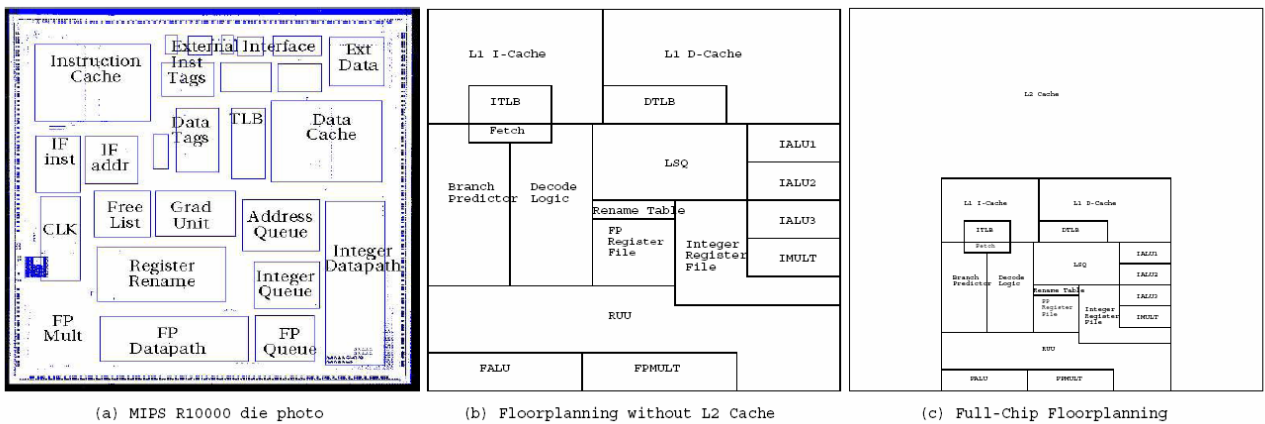 External Interface
Instruction
Cache
Inst
Tags
Ext
Data
Data
Tags
TLB
Data
Cache
IF
inst
IF
addr
CLK
Free
List
Grad
Unit
Address
Queue
Integer
Datapath
Register
Rename
Integer
Queue
FP
Mult
FP
Datapath
FP
Queue
(a) MIPS R10000 die photo
L1 I-Cache
L1 D-Cache
ITLB
DTLB
Fetch
Branch
Predictor
Decode
Logic
LSQ
IALU1
IALU2
IALU3
IMULT
Rename Table
FP
Register
File
Integer
Register
File
RUU
FALU
FPMULT
(b) Floorplanning without L2 Cache
L2 Cache
L1 I-Cache
L1 D-Cache
ITLB
DTLB
Fetch
Branch
Predictor
Decode
Logic
LSQ
IALU1
IALU2
IALU3
IMULT
Rename Table
FP
Register
File
Integer
Register
File
RUU
FALU
FPMULT
(c) Full-Chip Floorplanning